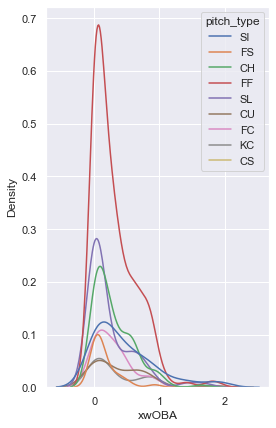 pitch_type
SI
FS
CH
FF
SL
CU
FC
KC
CS
0.7
0.6
0.5
0.4
0.3
0.2
0.1
0.0
Density
0 1 2
xwOBA